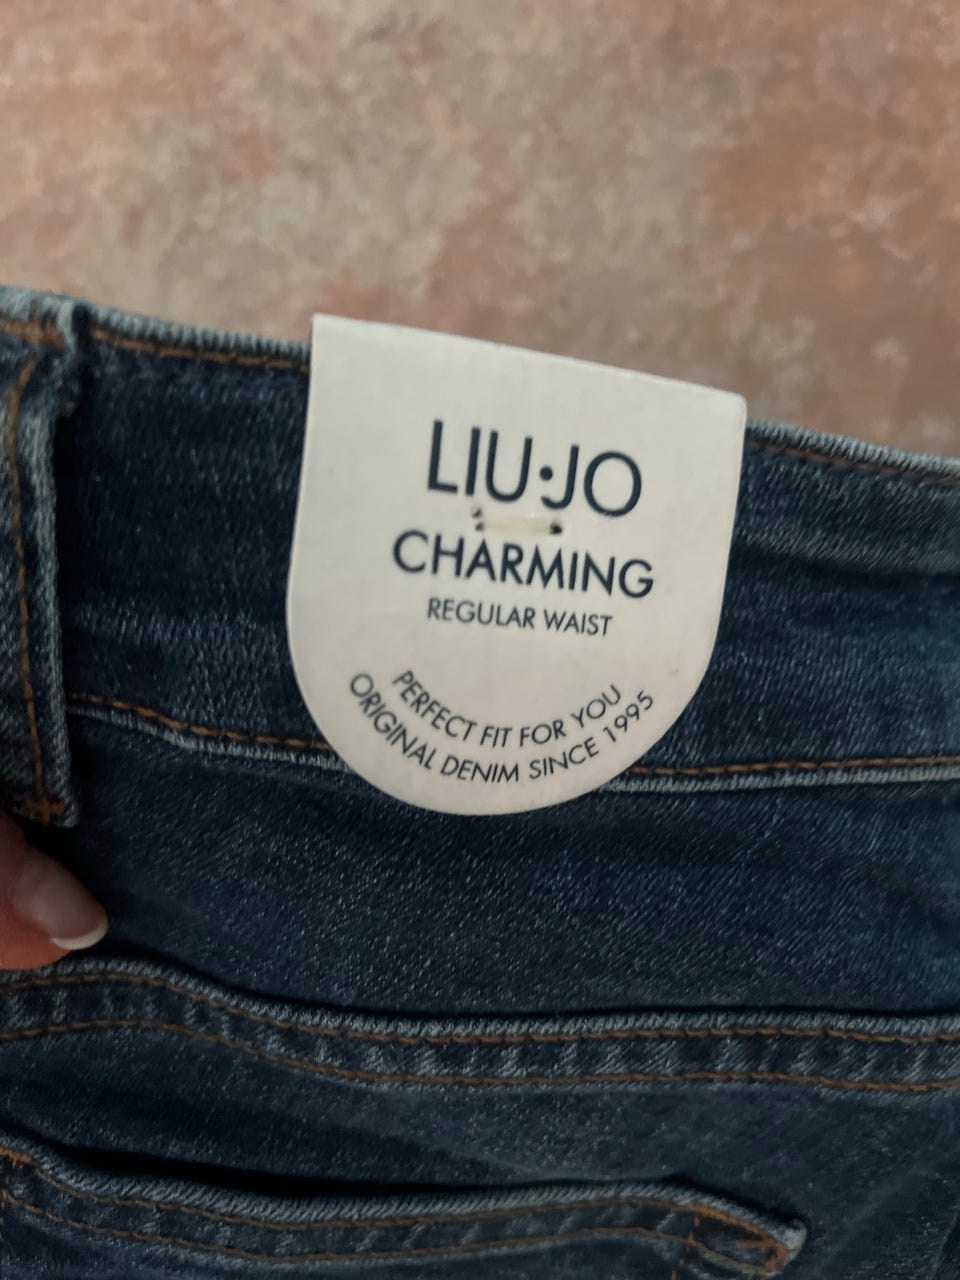 LIU·JO
CHARMING
REGULAR WAIST
PERFECT FIT FOR YOU
ORIGINAL DENIM SINCE 1995